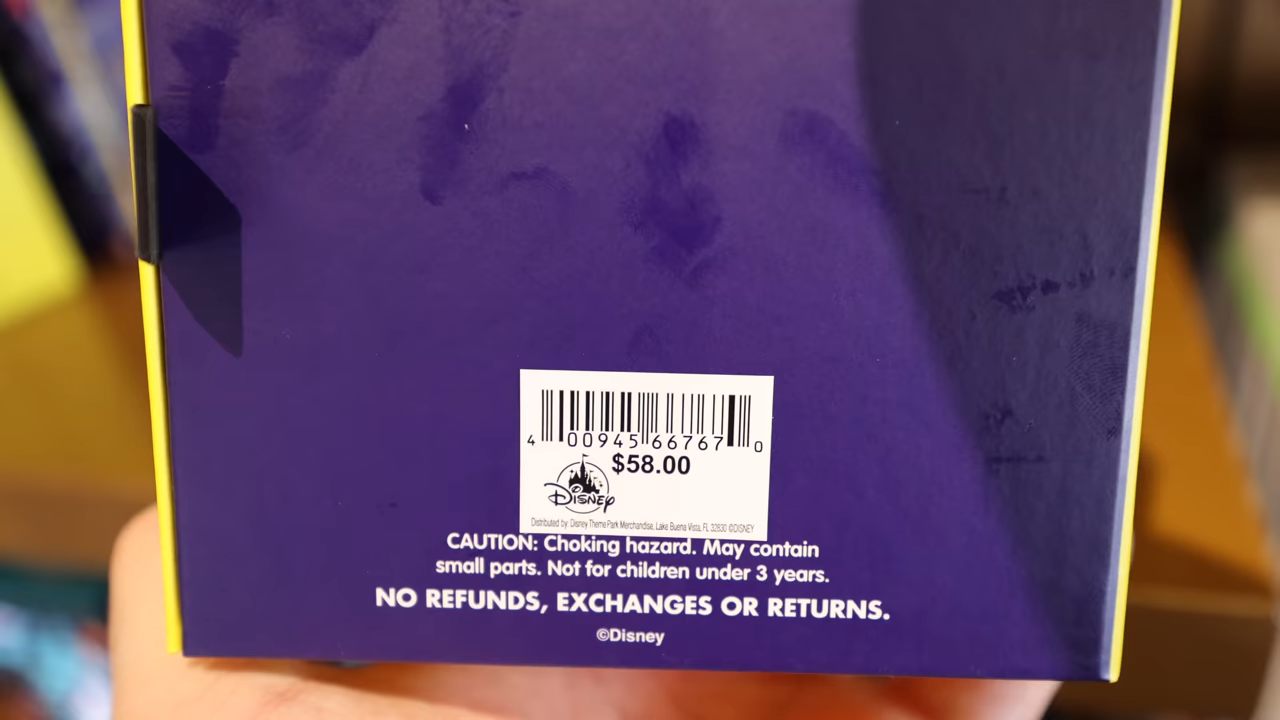 4 00945 66767 0
$58.00
Disney
Distributed by: Disney Theme Park Merchandise, Lake Buena Vista, FL 32830 ©DISNEY
CAUTION: Choking hazard. May contain
small parts. Not for children under 3 years.
NO REFUNDS, EXCHANGES OR RETURNS.
©Disney